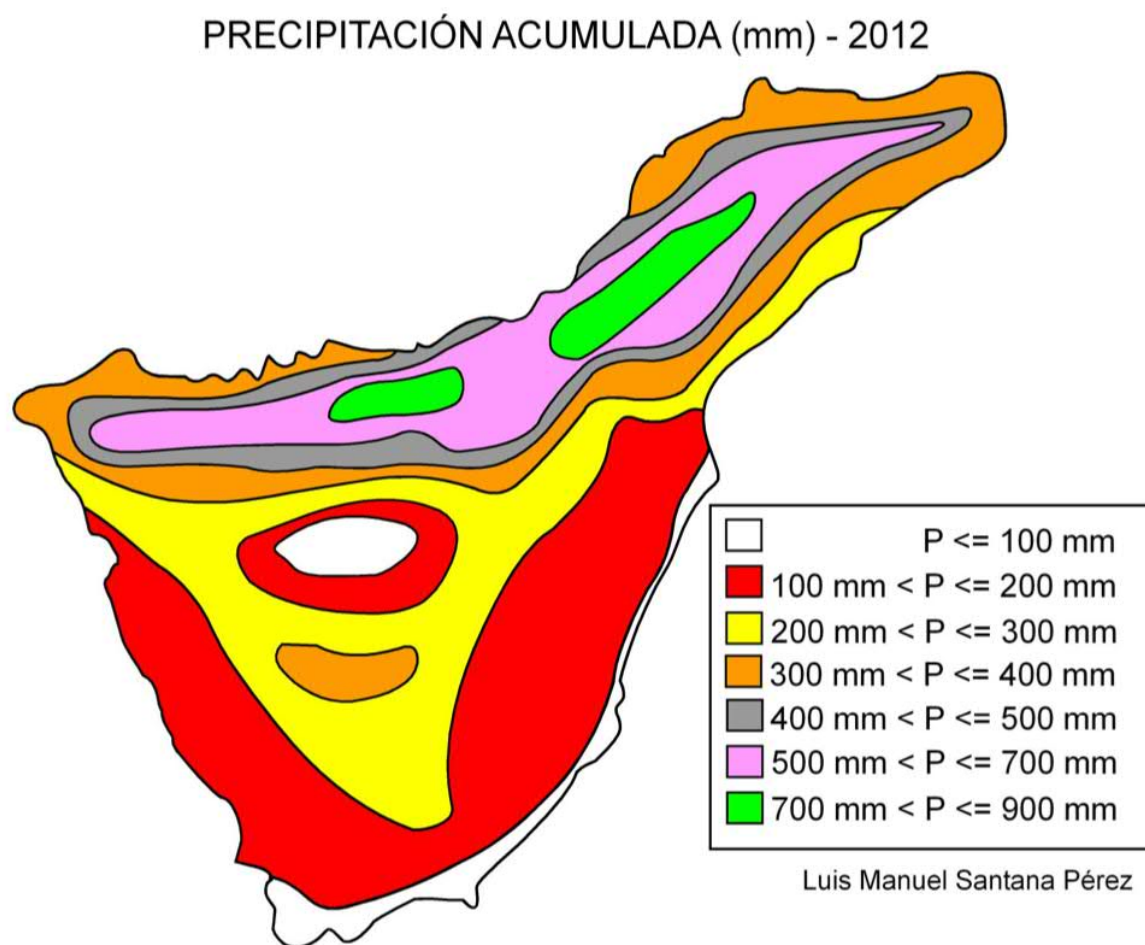 PRECIPITACIÓN ACUMULADA (mm) - 2012
P <= 100 mm
100 mm < P <= 200 mm
200 mm < P <= 300 mm
300 mm < P <= 400 mm
400 mm < P <= 500 mm
500 mm < P <= 700 mm
700 mm < P <= 900 mm
Luis Manuel Santana Pérez